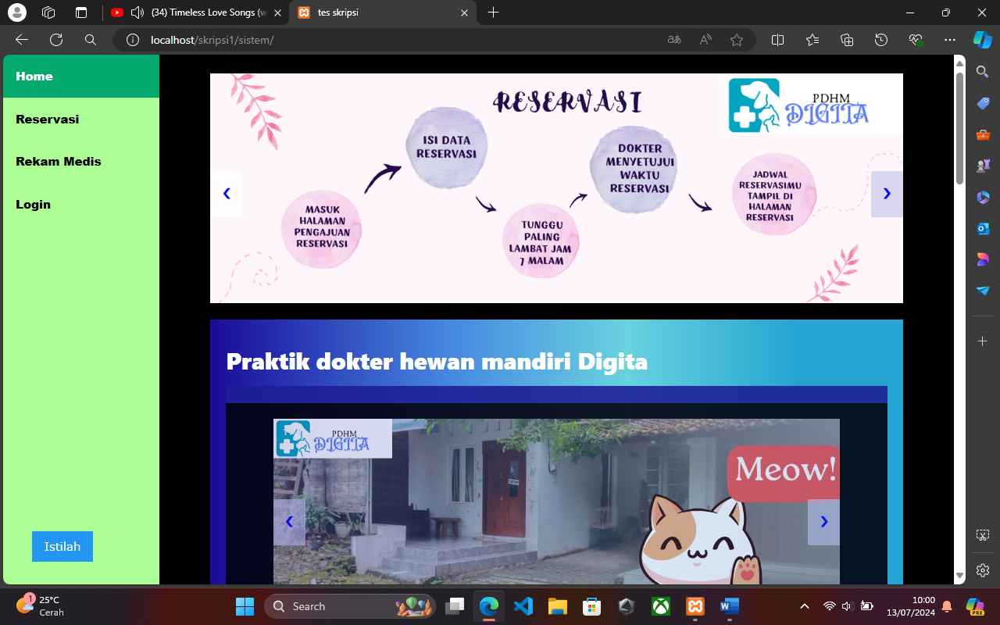 (34) Timeless Love Songs (w
tes skripsi
localhost/skripsi1/sistem/
Home
Reservasi
Rekam Medis
Login
Istilah
RESERVASI
PDHM
DIGITA
MASUK
HALAMAN
PENGAJUAN
RESERVASI
ISI DATA
RESERVASI
TUNGGU
PALING
LAMBAT JAM
7 MALAM
DOKTER
MENYETUJUI
WAKTU
RESERVASI
JADWAL
RESERVASIMU
TAMPIL DI
HALAMAN
RESERVASI
Praktik dokter hewan mandiri Digita
PDHM
DIGITA
Meow!
1
25°C
Cerah
Search
10:00
13/07/2024
PRE